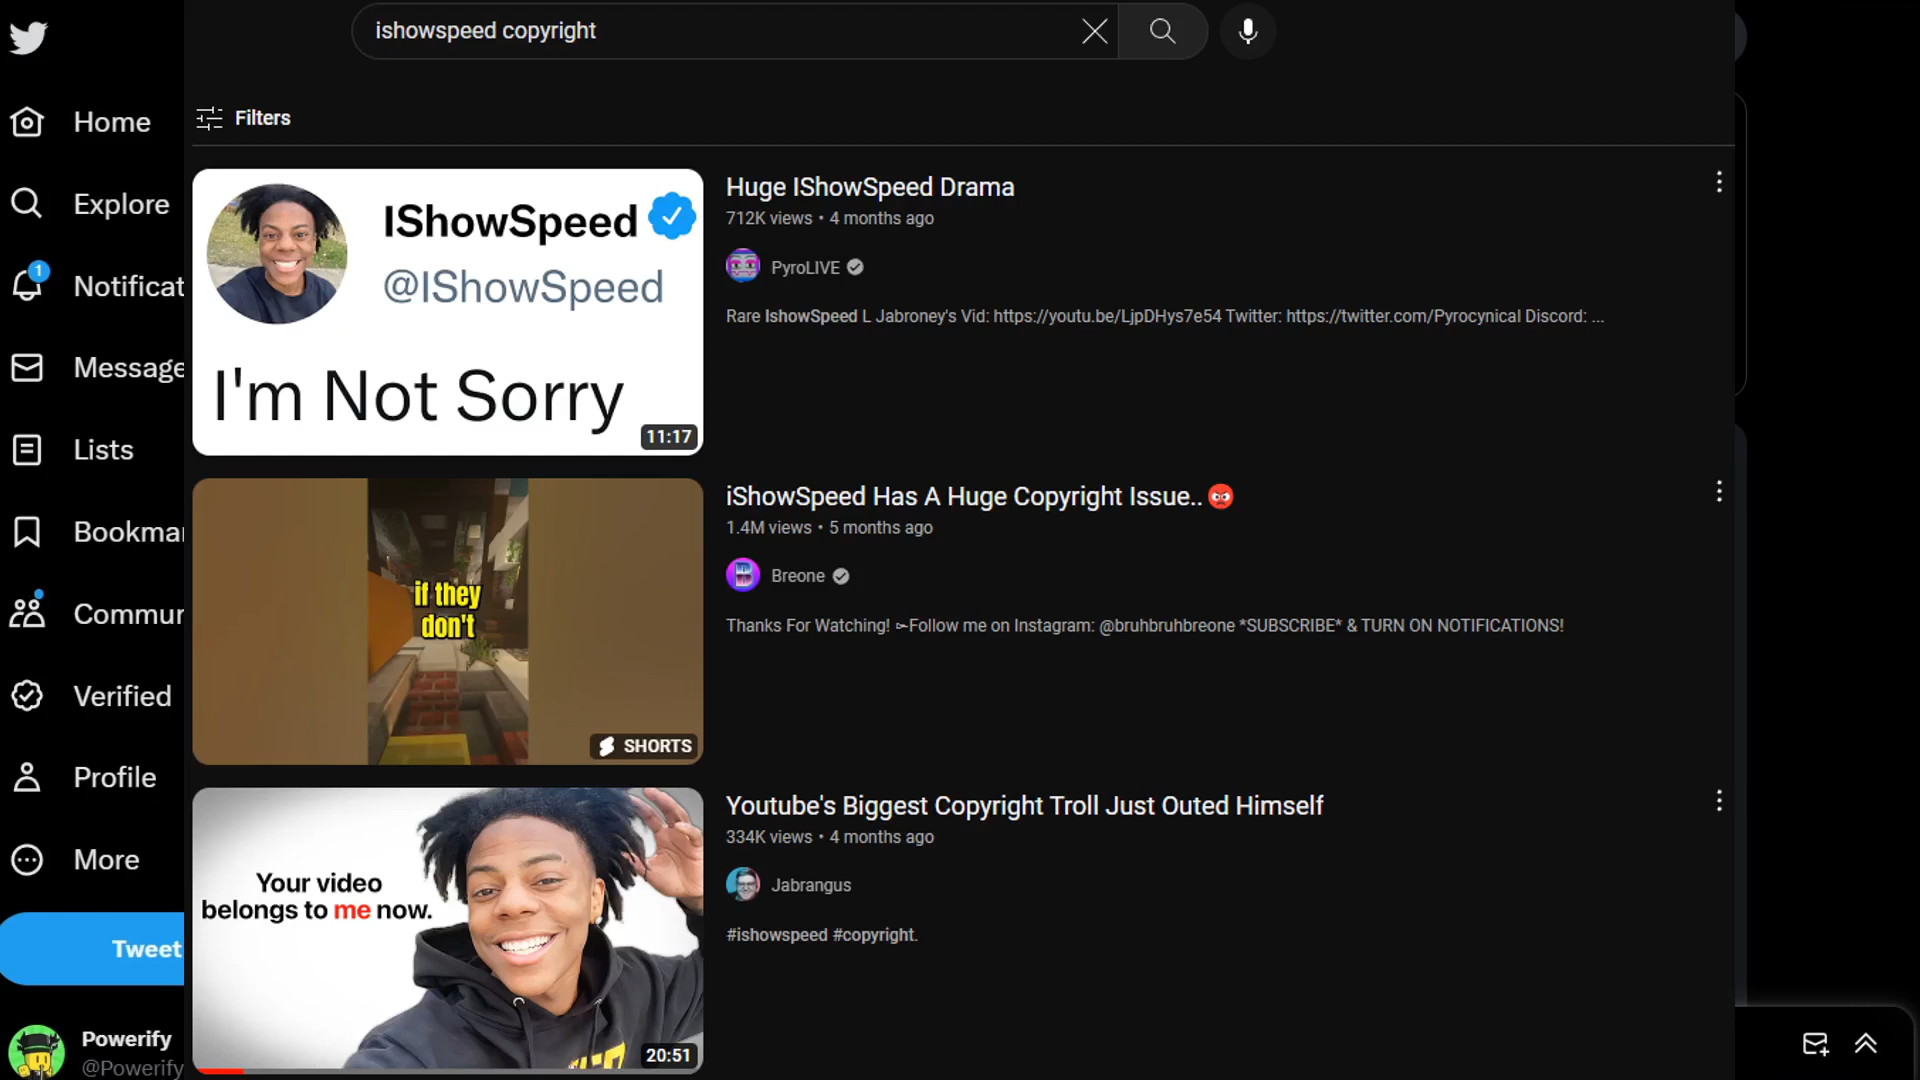 ishowspeed copyright
Home
Explore
Notificat
Message
Lists
Bookmar
Commur
Verified
Profile
More
Tweet
Powerify
@Powerify
1
Filters
IShowSpeed
@IShowSpeed
I'm Not Sorry
11:17
Huge IShowSpeed Drama
712K views • 4 months ago
PyroLIVE
Rare IshowSpeed L Jabroney's Vid: https://youtu.be/LjpDHys7e54 Twitter: https://twitter.com/Pyrocynical Discord: ...
if they
don't
SHORTS
iShowSpeed Has A Huge Copyright Issue..😡
1.4M views • 5 months ago
Breone
Thanks For Watching! ➛Follow me on Instagram: @bruhbruhbreone *SUBSCRIBE* & TURN ON NOTIFICATIONS!
Your video
belongs to me now.
20:51
Youtube's Biggest Copyright Troll Just Outed Himself
334K views • 4 months ago
Jabrangus
#ishowspeed #copyright.